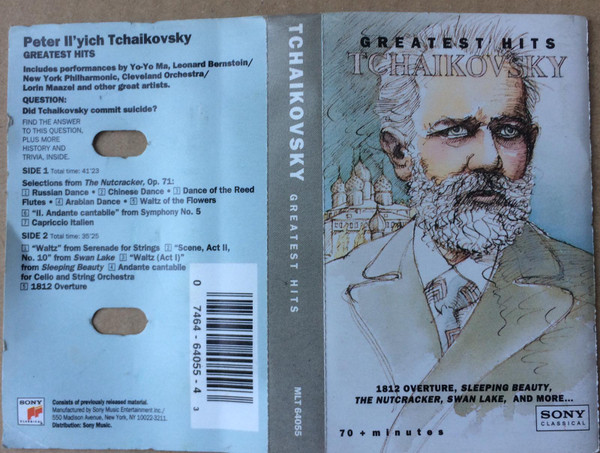 Peter Il'yich Tchaikovsky
GREATEST HITS
Includes performances by Yo-Yo Ma, Leonard Bernstein/
New York Philharmonic, Cleveland Orchestra/
Lorin Maazel and other great artists.
QUESTION:
Did Tchaikovsky commit suicide?
FIND THE ANSWER
TO THIS QUESTION,
PLUS MORE
HISTORY AND
TRIVIA, INSIDE.
SIDE 1 Total time: 41'23
Selections from The Nutcracker, Op. 71:
1 Russian Dance • 2 Chinese Dance • 3 Dance of the Reed
Flutes • 4 Arabian Dance • 5 Waltz of the Flowers
6 "II. Andante cantablie" from Symphony No. 5
7 Capriccio Italien
SIDE 2 Total time: 35'25
1 "Waltz" from Serenade for Strings 2 "Scene, Act II,
No. 10" from Swan Lake 3 "Waltz (Act I)"
from Sleeping Beauty 4 Andante cantabile
for Cello and String Orchestra
5 1812 Overture
0 7464-64055-4 3
SONY
CLASSICAL
Consists of previously released material.
Manufactured by Sony Music Entertainment Inc./
550 Madison Avenue, New York, NY 10022-3211.
Distribution: Sony Music.
TCHAIKOVSKY GREATEST HITS
MLT 64055
GREATEST HITS
TCHAIKOVSKY
1812 OVERTURE, SLEEPING BEAUTY,
THE NUTCRACKER, SWAN LAKE, AND MORE...
70 + minutes
SONY
CLASSICAL